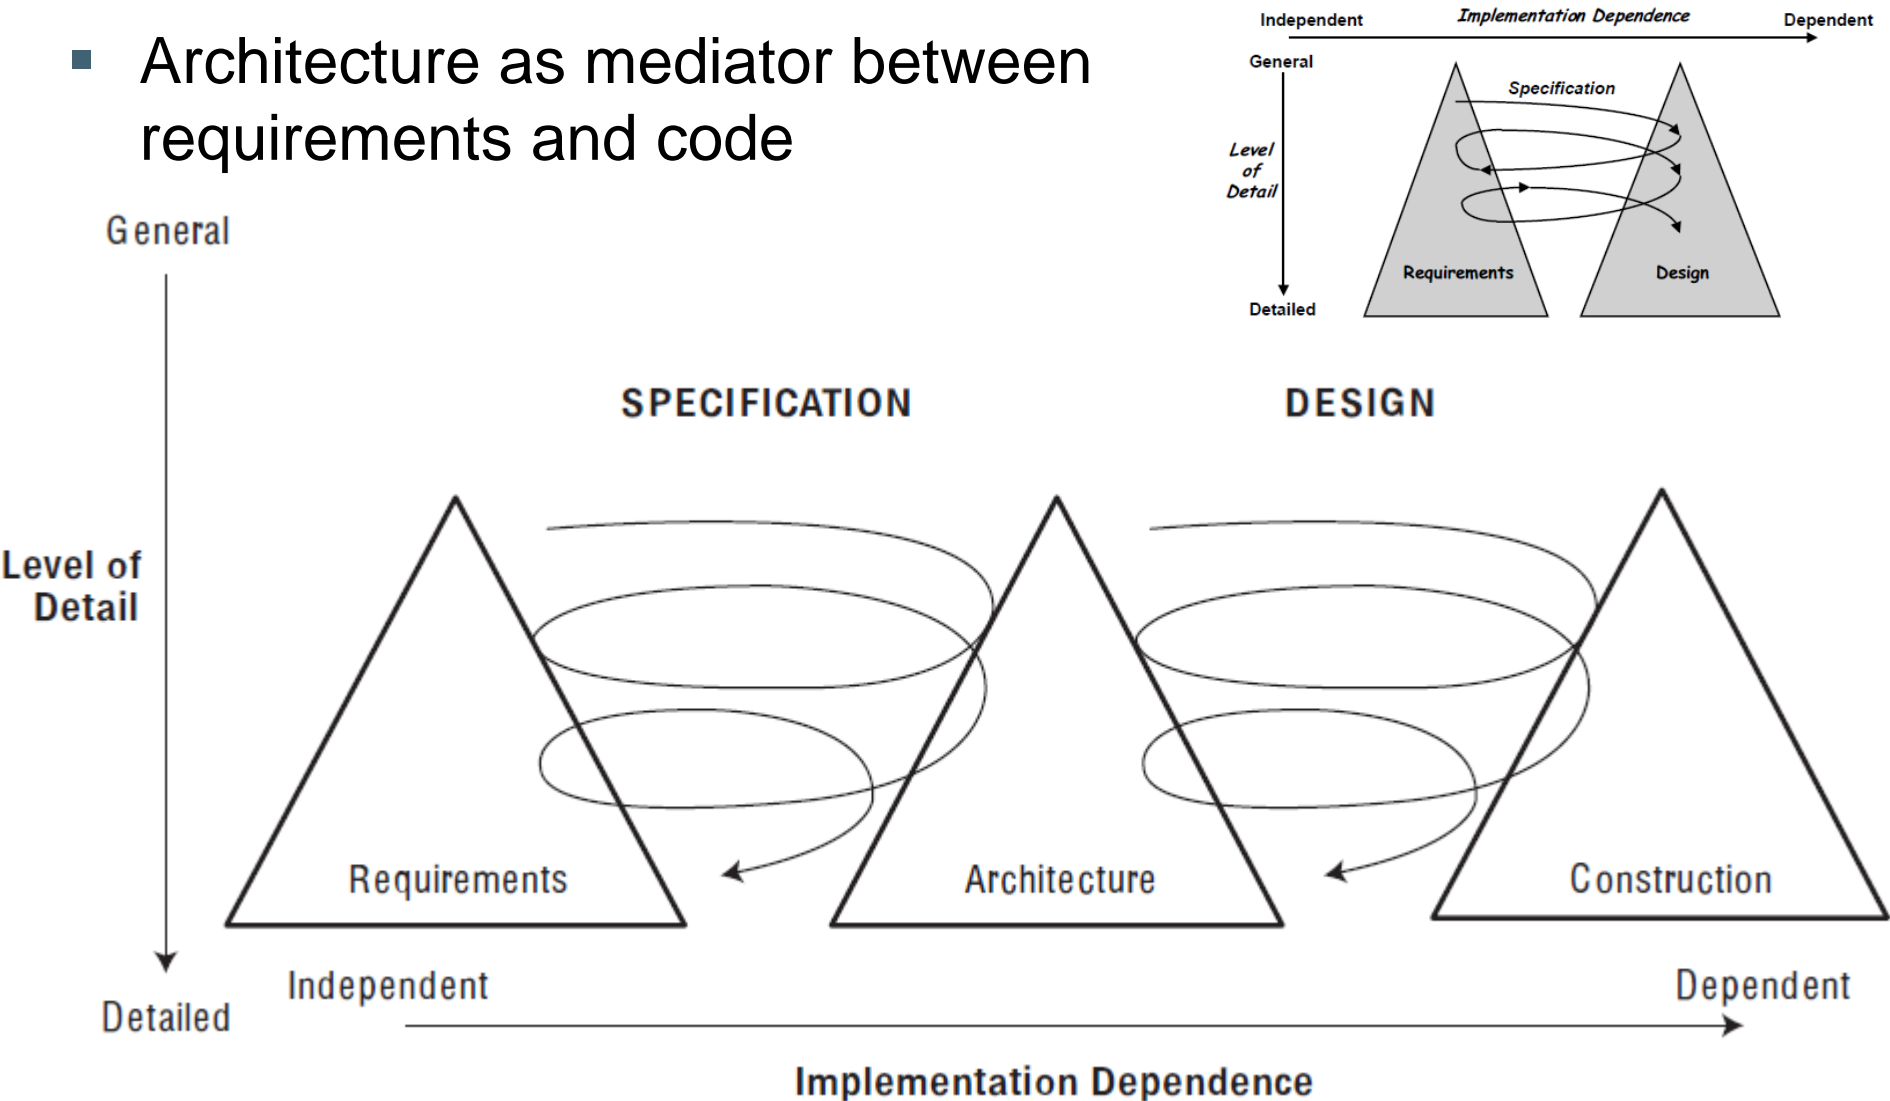 Architecture as mediator between
requirements and code
Independent
Implementation Dependence
Dependent
General
Specification
Level
of
Detail
Requirements
Design
Detailed
General
SPECIFICATION
DESIGN
Level of
Detail
Requirements
Architecture
Construction
Independent
Dependent
Detailed
Implementation Dependence